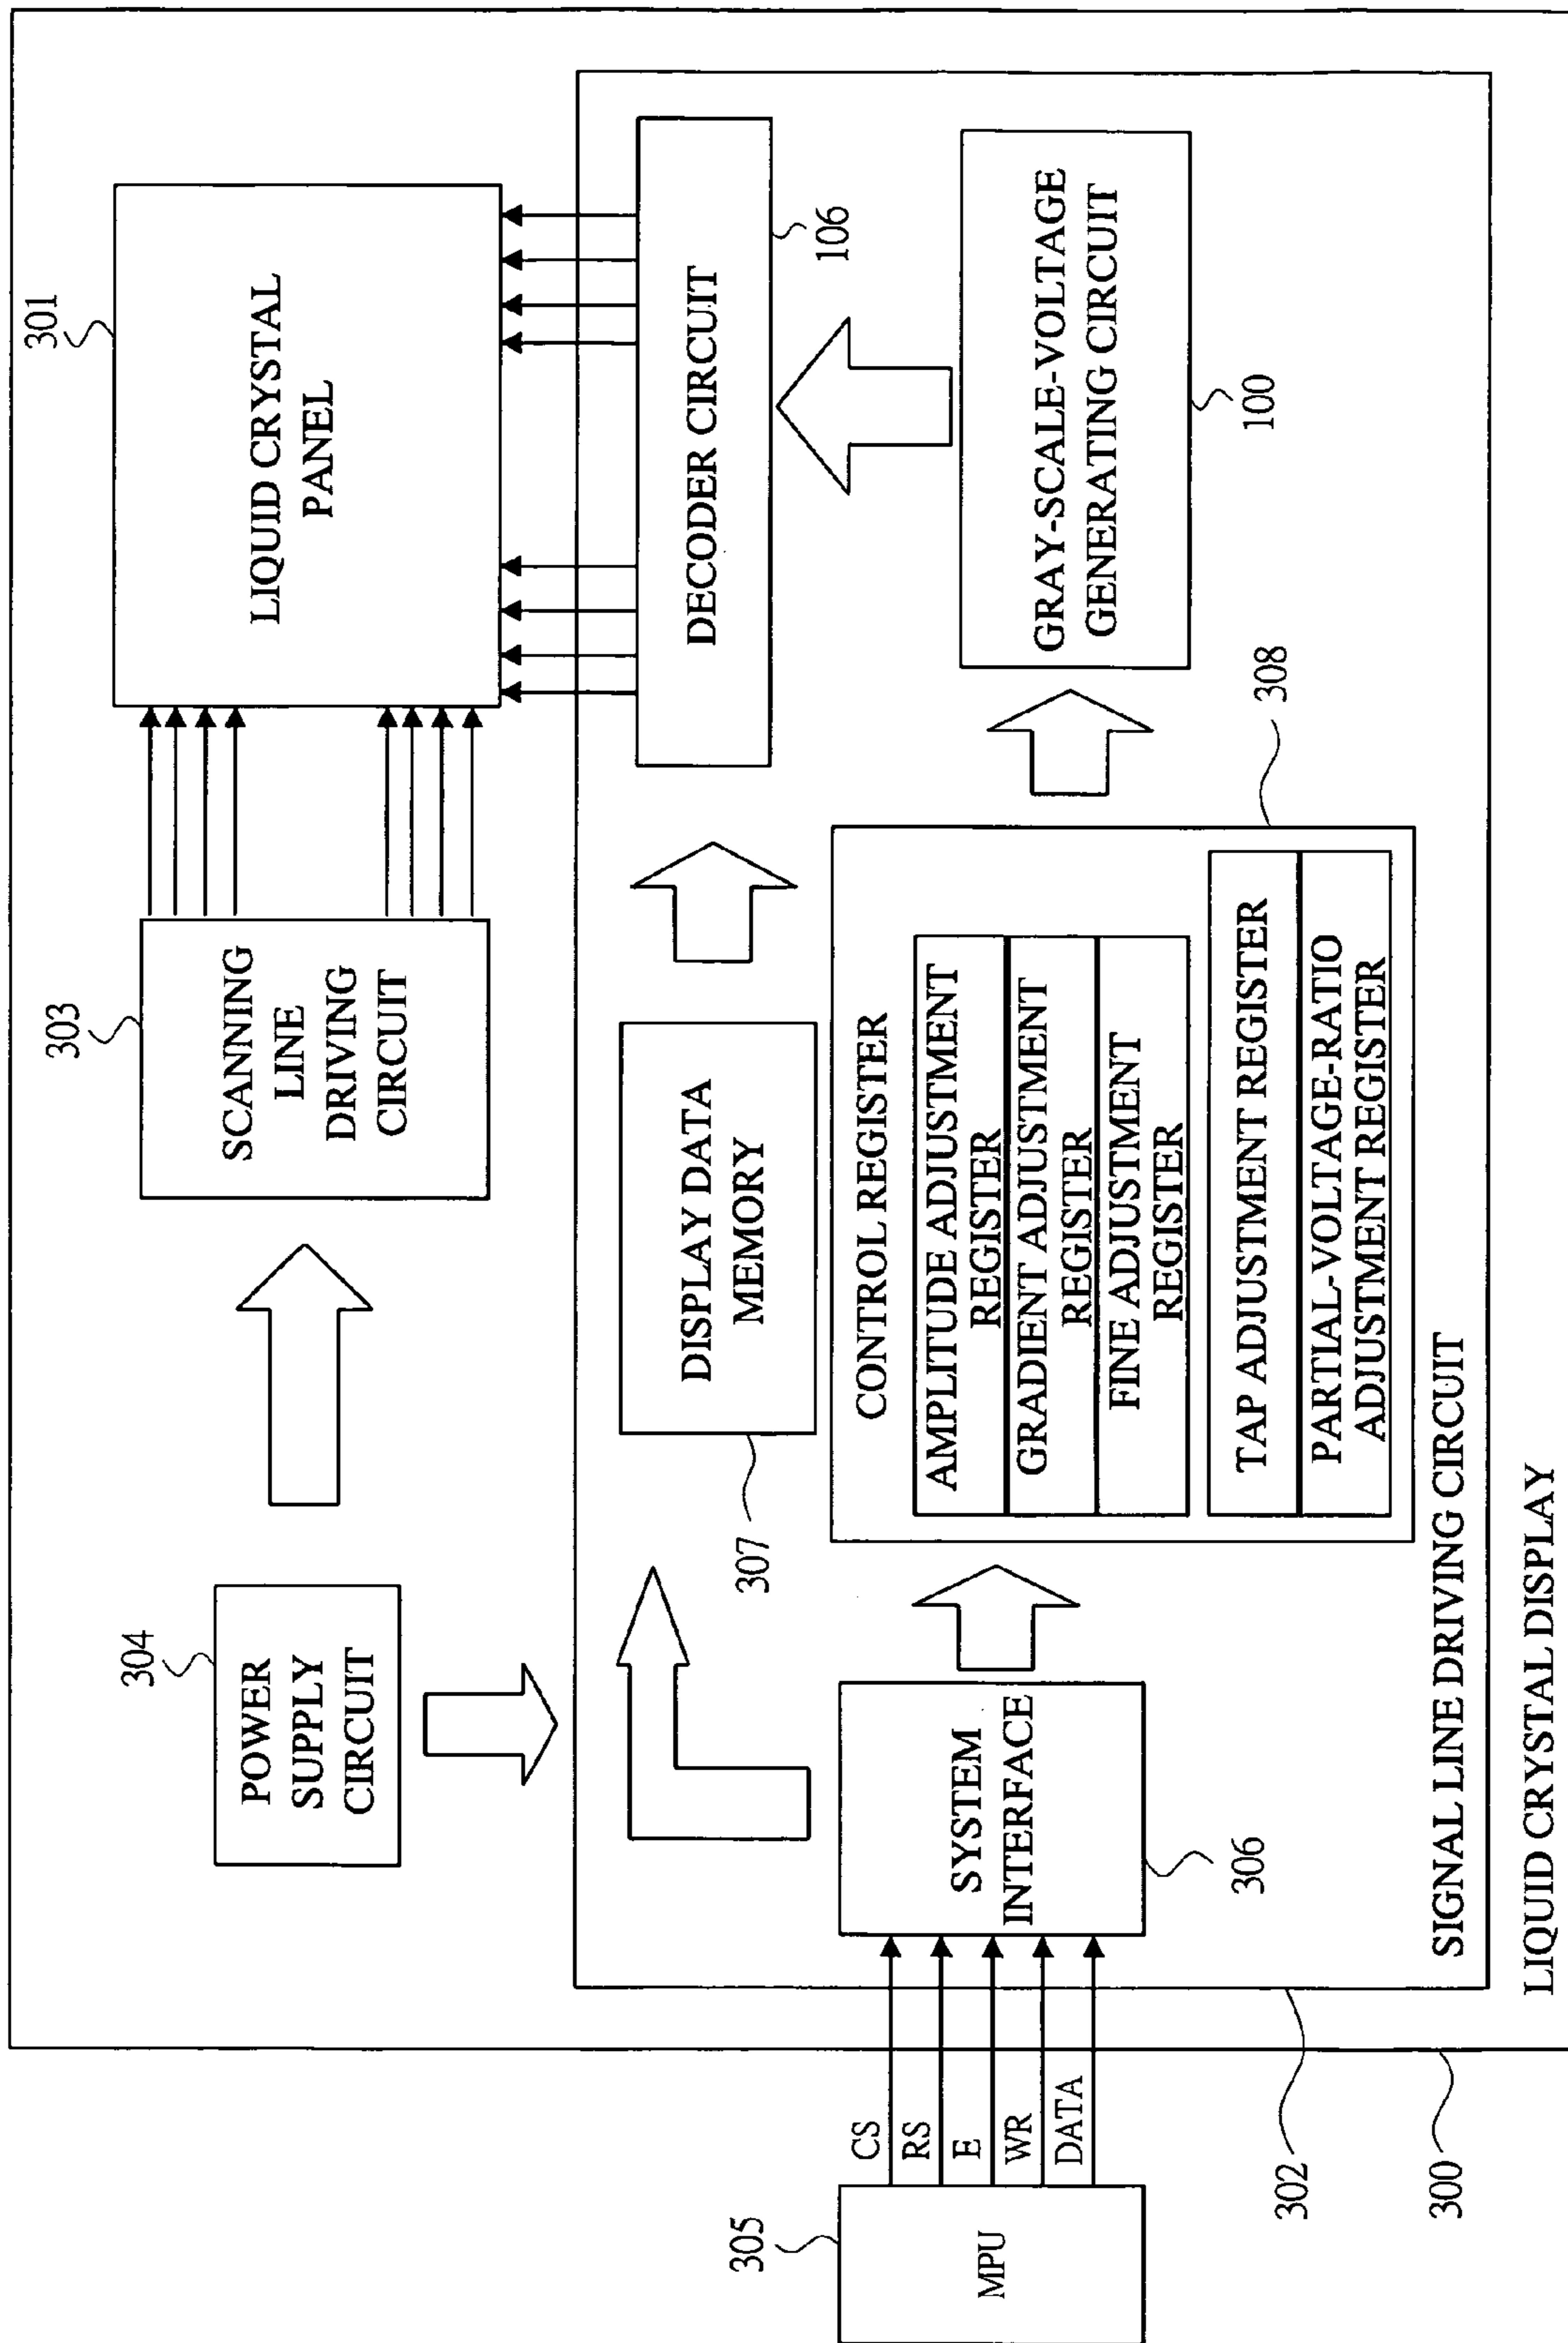 304
POWER
SUPPLY
CIRCUIT
303
SCANNING
LINE
DRIVING
CIRCUIT
301
LIQUID CRYSTAL
PANEL
305
MPU
CS
RS
E
WR
DATA
SYSTEM
INTERFACE
306
307
DISPLAY DATA
MEMORY
CONTROL REGISTER
AMPLITUDE ADJUSTMENT
REGISTER
GRADIENT ADJUSTMENT
REGISTER
FINE ADJUSTMENT
REGISTER
TAP ADJUSTMENT REGISTER
PARTIAL-VOLTAGE-RATIO
ADJUSTMENT REGISTER
308
DECODER CIRCUIT
106
GRAY-SCALE-VOLTAGE
GENERATING CIRCUIT
100
302
SIGNAL LINE DRIVING CIRCUIT
300
LIQUID CRYSTAL DISPLAY